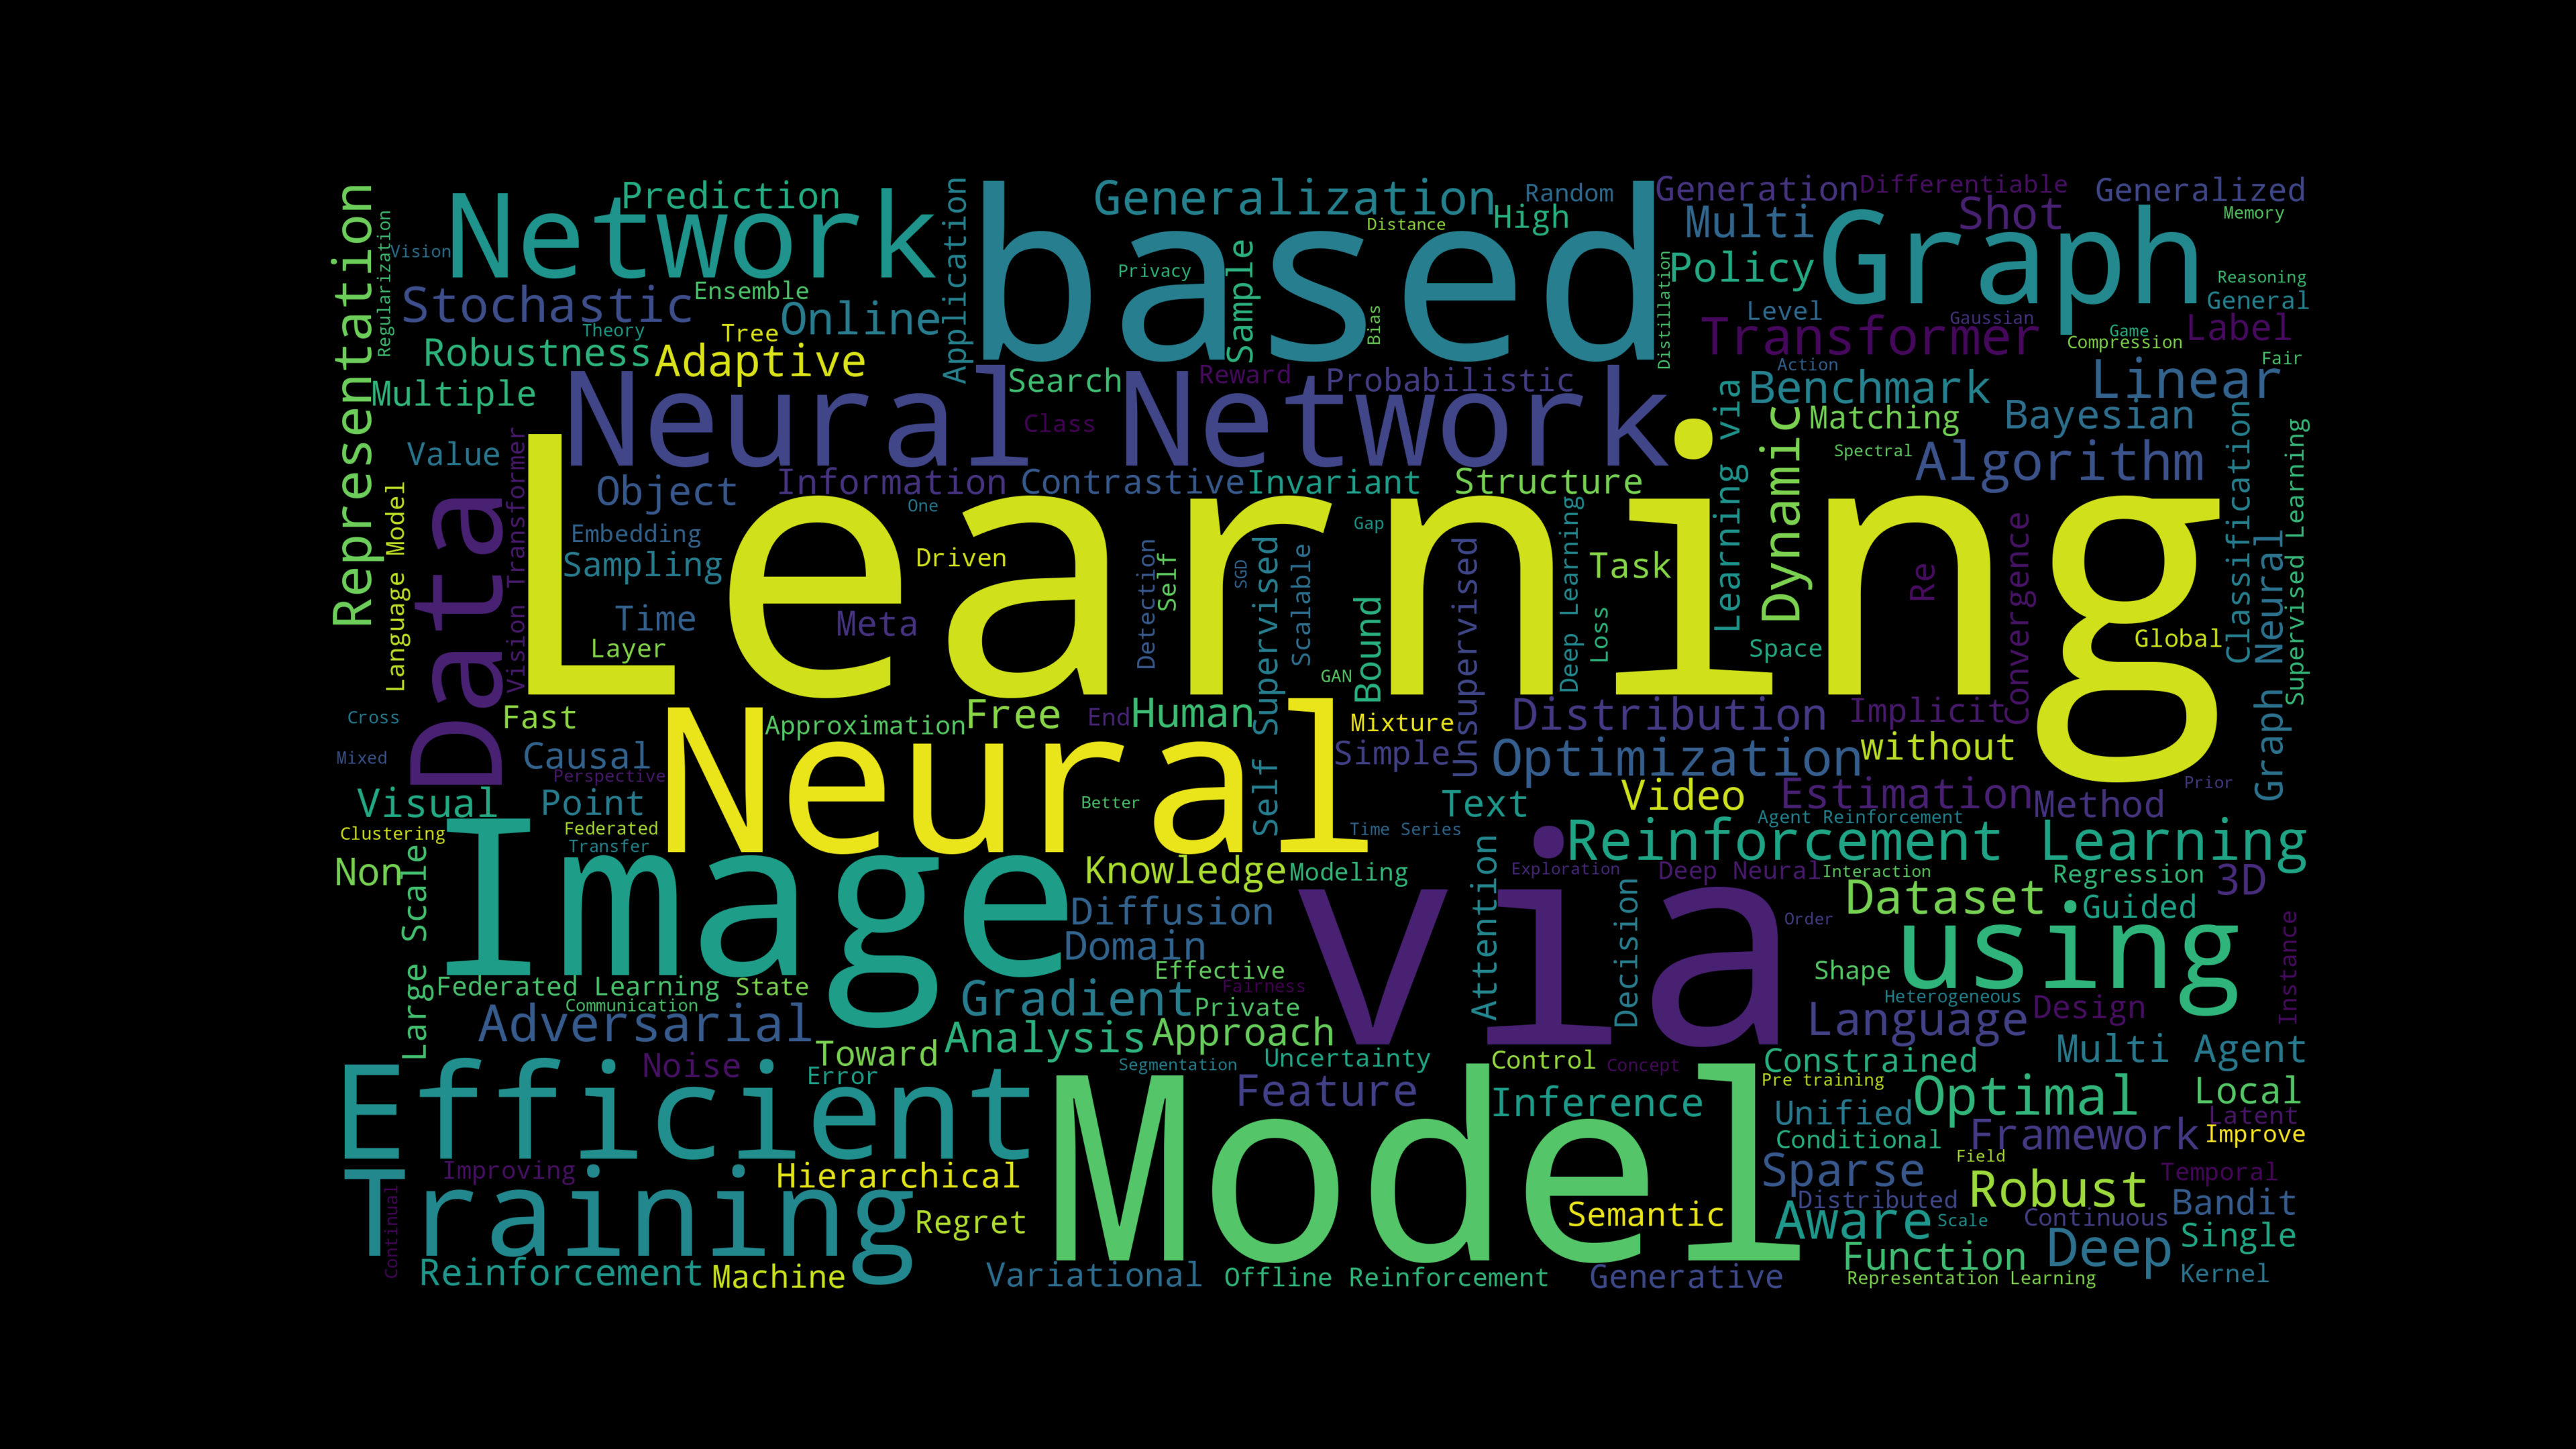 Representation
Regularization
Vision
Network
Prediction
Stochastic
Ensemble
Theory
Tree
Online
Robustness
Adaptive
Multiple
Application
based
Generalization
Distance
Random
High
Privacy
Sample
Bias
Distillation
Generation
Differentiable
Generalized
Multi
Shot
Memory
Policy
Graph
Reasoning
General
Level
Gaussian
Transformer
Game
Label
Compression
Fair
Action
Search
Reward
Probabilistic
Benchmark
Linear
Neural Network
Class
Matching
Bayesian
Value
Spectral
Algorithm
Information
Contrastive
Invariant
Structure
Object
Learning via
Dynamic
Classification
Supervised Learning
Language Model
Data
Vision Transformer
Learning
One
Embedding
Sampling
Driven
Gap
Task
Time
Meta
Layer
Detection
Self
SGD
Self Supervised
Scalable
GAN
Bound
Unsupervised
Deep Learning
Loss
Space
Re
Convergence
Global
Graph Neural
Cross
Fast
Approximation
Free
End
Human
Mixture
Distribution
Implicit
Mixed
Causal
Perspective
Neural
Simple
Optimization
without
Visual
Point
Better
Text
Video
Estimation
Method
Prior
Clustering
Federated
Transfer
Time Series
Agent Reinforcement
Reinforcement Learning
Non
Large Scale
Image
Knowledge
Modeling
Attention
Exploration
Deep Neural
Interaction
Regression
3D
Diffusion
via
Decision
Dataset
Guided
Domain
Order
using
Instance
Federated Learning
State
Effective
Fairness
Shape
Communication
Gradient
Private
Heterogeneous
Design
Adversarial
Analysis
Approach
Language
Noise
Toward
Error
Segmentation
Uncertainty
Control
Concept
Constrained
Multi Agent
Efficient
Model
Feature
Inference
Pre training
Optimal
Local
Unified
Latent
Conditional
Framework
Improve
Improving
Hierarchical
Field
Sparse
Temporal
Training
Continual
Distributed
Robust
Bandit
Regret
Semantic
Aware
Scale
Continuous
Single
Function
Deep
Reinforcement
Machine
Variational
Offline Reinforcement
Generative
Representation Learning
Kernel